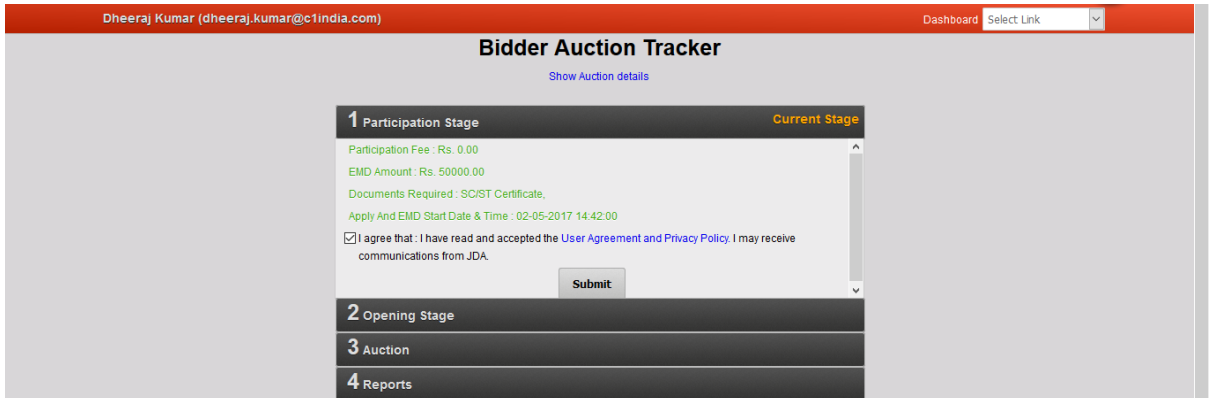 Dheeraj Kumar (dheeraj.kumar@c1india.com)
Dashboard Select Link
Bidder Auction Tracker
Show Auction details
1 Participation Stage Current Stage
Participation Fee : Rs. 0.00
EMD Amount : Rs. 50000.00
Documents Required : SC/ST Certificate,
Apply And EMD Start Date & Time : 02-05-2017 14:42:00
I agree that : I have read and accepted the User Agreement and Privacy Policy. I may receive
communications from JDA.
Submit
2 Opening Stage
3 Auction
4 Reports